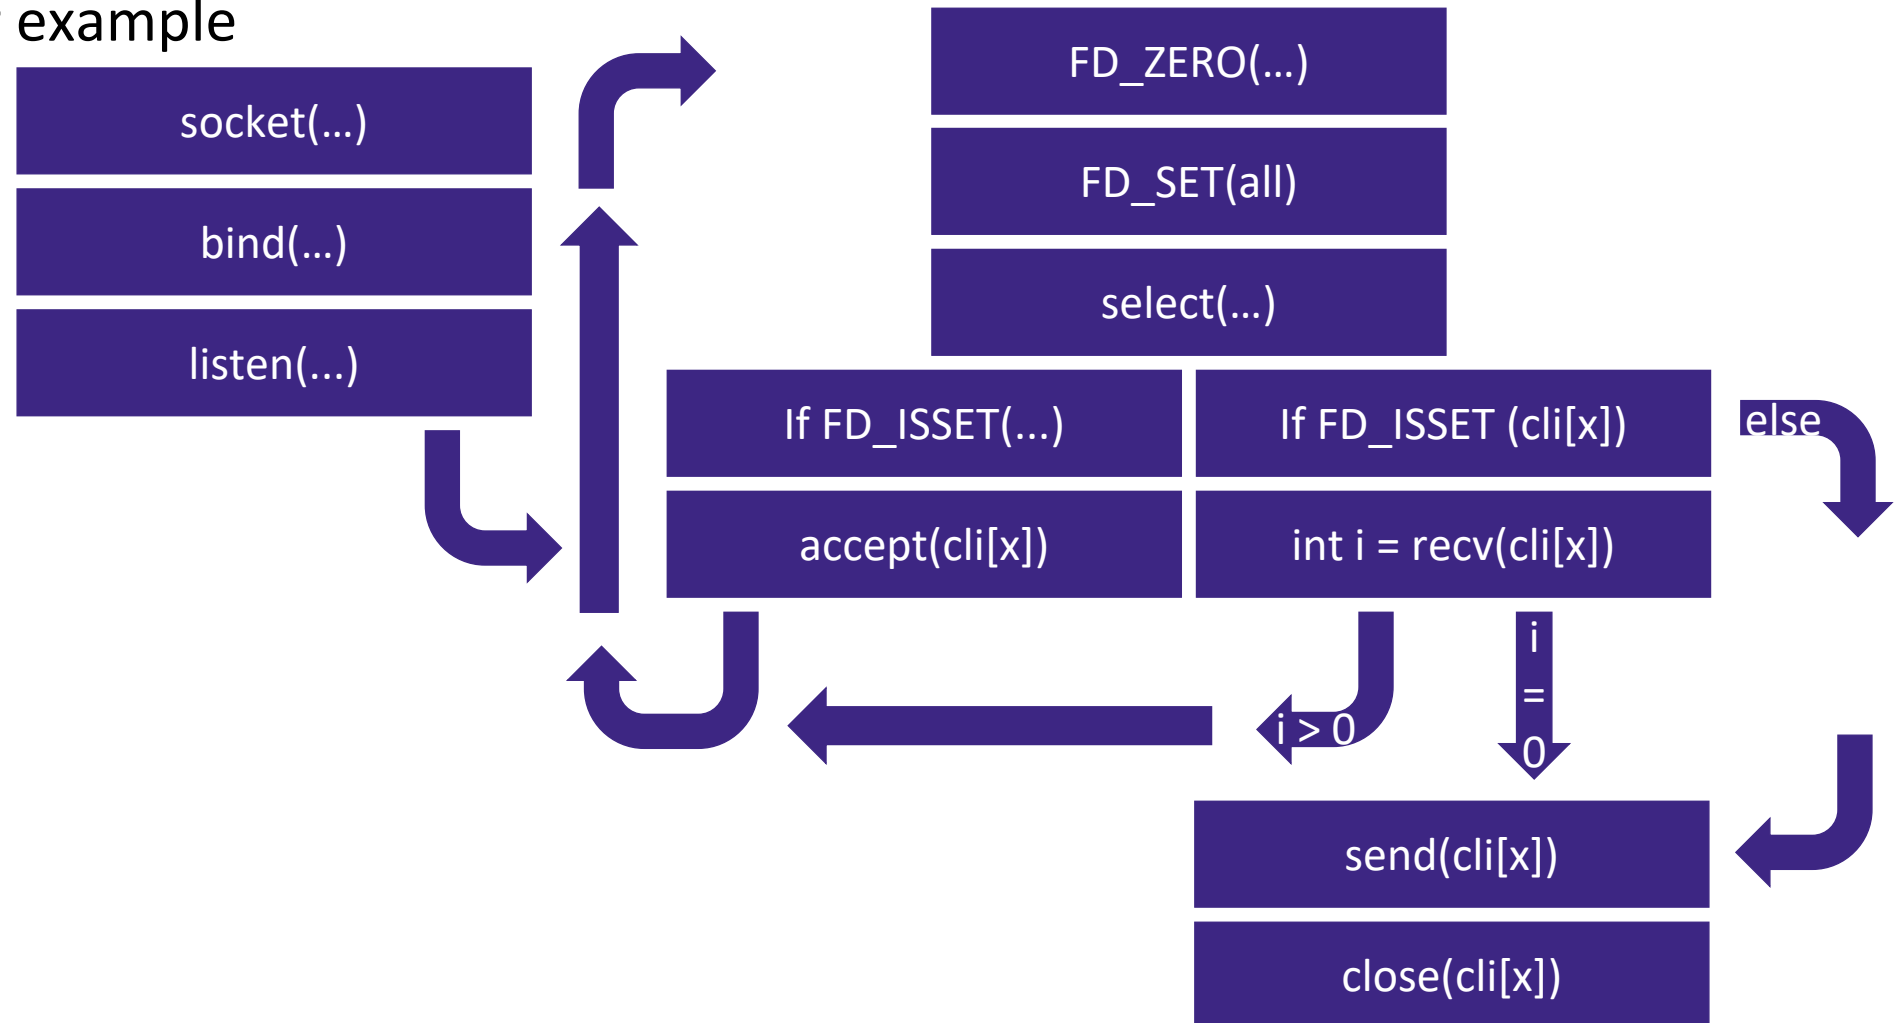 example
socket(…)
bind(…)
listen(...)
FD_ZERO(…)
FD_SET(all)
select(…)
If FD_ISSET(...)
If FD_ISSET (cli[x])
else
accept(cli[x])
int i = recv(cli[x])
i > 0
i
=
0
send(cli[x])
close(cli[x])